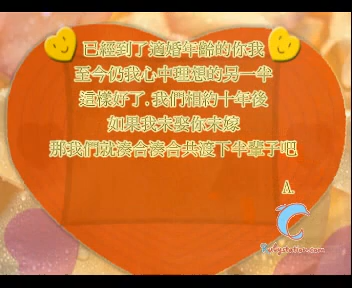 已經到了適婚年齡的你我
至今仍我心中理想的另一半
這樣好了.我們相約十年後
如果我未娶你未嫁
那我們就湊合湊合共渡下半輩子吧
A.